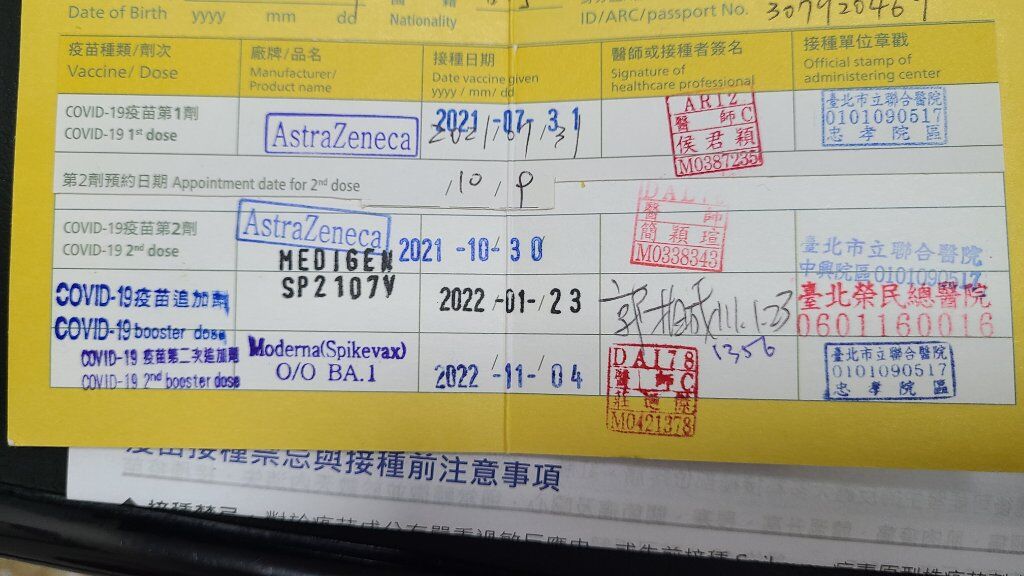 Date of Birth yyyy mm dd Nationality ID/ARC/passport No.
疫苗種類/劑次 廠牌/品名 接種日期 醫師或接種者簽名 接種單位章戳
Vaccine/ Dose Manufacturer/ Product name Date vaccine given yyyy / mm/ dd Signature of healthcare professional Official stamp of administering center
COVID-19疫苗第1劑
COVID-19 1st dose
AstraZeneca
2021-07-31
2021/07/31
AR12
醫師C
侯君穎
M0387235
臺北市立聯合醫院
0101090517
忠孝院區
第2劑預約日期 Appointment date for 2nd dose
/10/9
COVID-19疫苗第2劑
COVID-19 2nd dose
AstraZeneca
2021-10-30
醫師
簡穎瑄
M0338343
臺北市立聯合醫院
中興院區0101090517
COVID-19疫苗追加劑
COVID-19 booster dose
MEDIGEN
SP2107V
2022-01-23
111.1.23
1356
臺北榮民總醫院
0601160016
COVID-19 疫苗第二次追加劑
COVID-19 2nd booster dose
Moderna(Spikevax)
O/O BA.1
2022-11-04
DAI78
醫師C
M0421378
臺北市立聯合醫院
0101090517
忠孝院區
疫苗接種禁忌與接種前注意事項